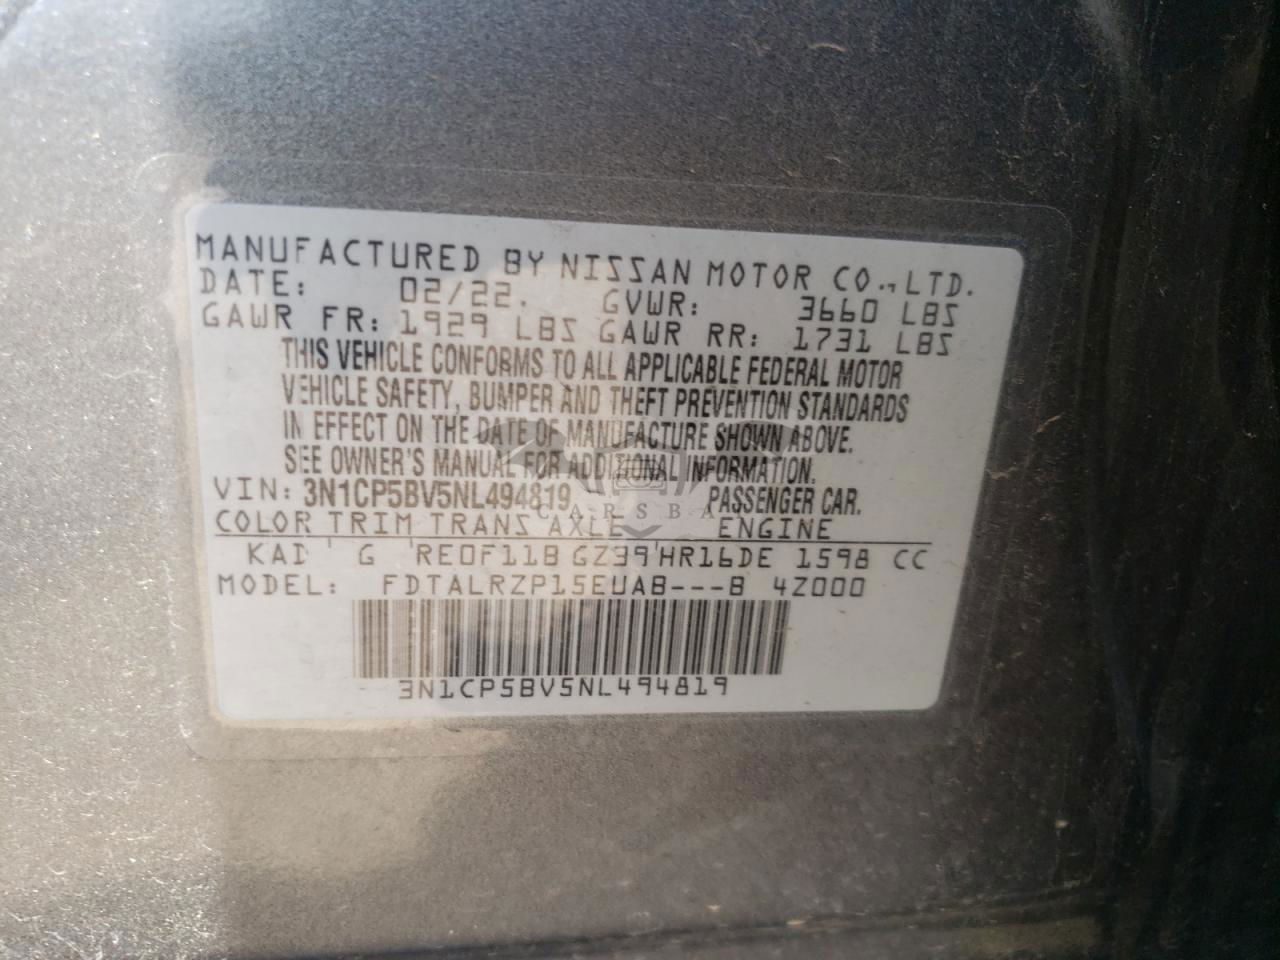 MANUFACTURED BY NISSAN MOTOR CO.,LTD.
DATE: 02/22. GVWR: 3660 LBS
GAWR FR: 1929 LBS GAWR RR: 1731 LBS
THIS VEHICLE CONFORMS TO ALL APPLICABLE FEDERAL MOTOR
VEHICLE SAFETY, BUMPER AND THEFT PREVENTION STANDARDS
IN EFFECT ON THE DATE OF MANUFACTURE SHOWN ABOVE.
SEE OWNER'S MANUAL FOR ADDITIONAL INFORMATION.
VIN: 3N1CP5BV5NL494819 PASSENGER CAR.
CARSBA
COLOR TRIM TRANS AXLE ENGINE
KAD G RE0F11B GZ39 HR16DE 1598 CC
MODEL: FDTALRZP15EUAB---B 4Z000
3N1CP5BV5NL494819